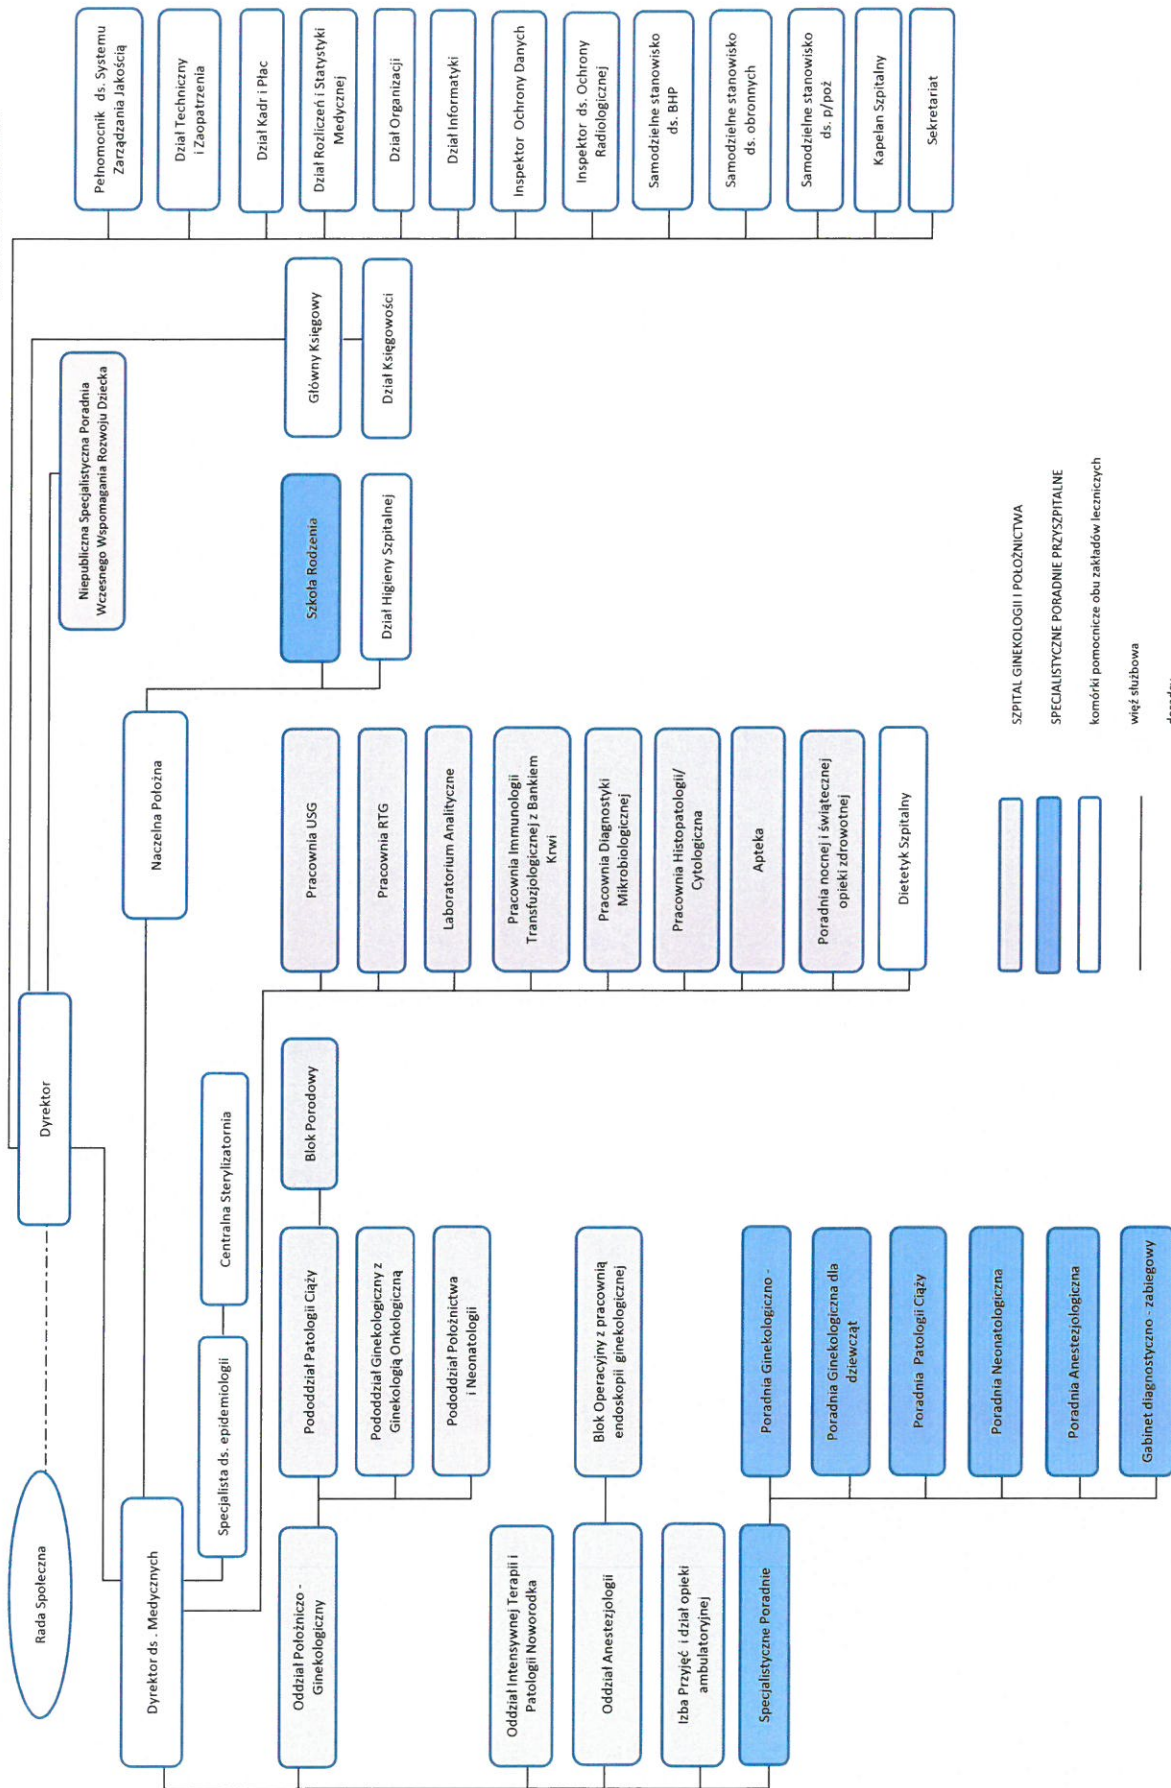 Rada Społeczna
Dyrektor
Niepubliczna Specjalistyczna Poradnia
Wczesnego Wspomagania Rozwoju Dziecka
Dyrektor ds . Medycznych
Naczelna Położna
Specjalista ds. epidemiologii
Centralna Sterylizatornia
Oddział Położniczo -
Ginekologiczny
Pododdział Patologii Ciąży
Blok Porodowy
Pododdział Ginekologiczny z
Ginekologią Onkologiczną
Pododdział Położnictwa
i Neonatologii
Oddział Intensywnej Terapii i
Patologii Noworodka
Oddział Anestezjologii
Blok Operacyjny z pracownią
endoskopii ginekologicznej
Izba Przyjęć i dział opieki
ambulatoryjnej
Specjalistyczne Poradnie
Poradnia Ginekologiczno -
Poradnia Ginekologiczna dla
dziewcząt
Poradnia Patologii Ciąży
Poradnia Neonatologiczna
Poradnia Anestezjologiczna
Gabinet diagnostyczno - zabiegowy
Pracownia USG
Pracownia RTG
Laboratorium Analityczne
Pracownia Immunologii
Transfuzjologicznej z Bankiem
Krwi
Pracownia Diagnostyki
Mikrobiologicznej
Pracownia Histopatologii/
Cytologiczna
Apteka
Poradnia nocnej i świątecznej
opieki zdrowotnej
Dietetyk Szpitalny
Szkoła Rodzenia
Dział Higieny Szpitalnej
Główny Księgowy
Dział Księgowości
Pełnomocnik ds. Systemu
Zarządzania Jakością
Dział Techniczny
i Zaopatrzenia
Dział Kadr i Płac
Dział Rozliczeń i Statystyki
Medycznej
Dział Organizacji
Dział Informatyki
Inspektor Ochrony Danych
Inspektor ds. Ochrony
Radiologicznej
Samodzielne stanowisko
ds. BHP
Samodzielne stanowisko
ds. obronnych
Samodzielne stanowisko
ds. p/poż
Kapelan Szpitalny
Sekretariat
SZPITAL GINEKOLOGII I POŁOŻNICTWA
SPECJALISTYCZNE PORADNIE PRZYSZPITALNE
komórki pomocnicze obu zakładów leczniczych
więź służbowa